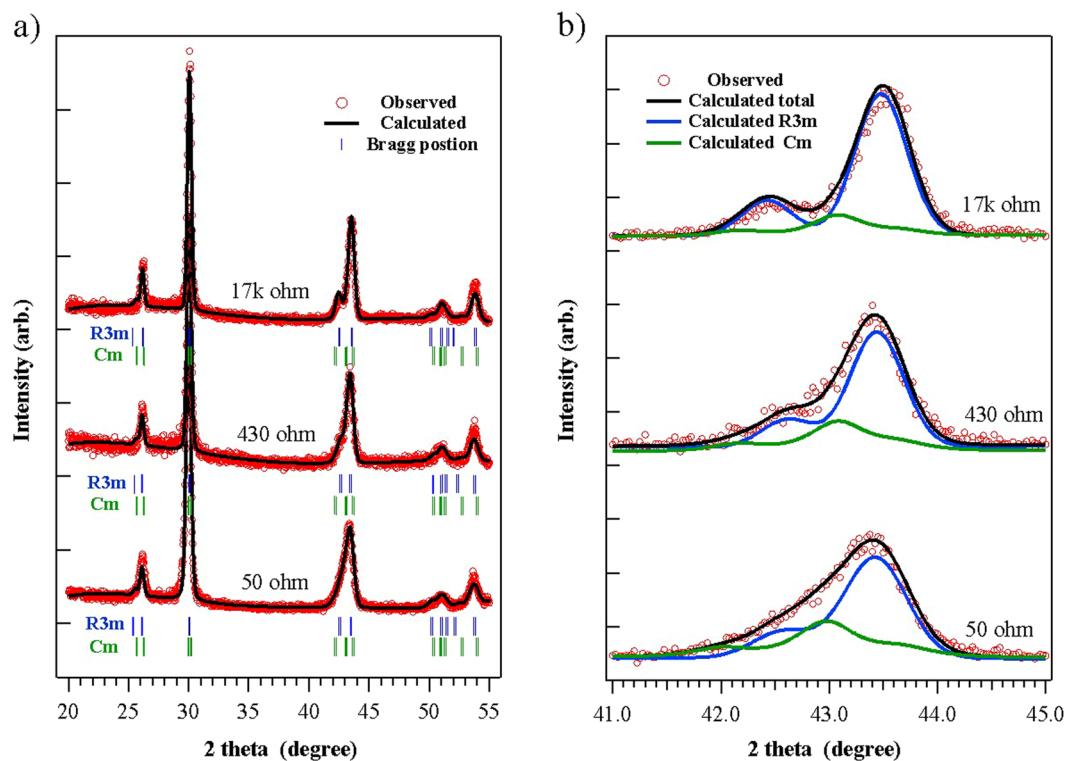 a)
Observed
Calculated
Bragg postion
17k ohm
R3m
Cm
430 ohm
R3m
Cm
50 ohm
R3m
Cm
Intensity (arb.)
20 25 30 35 40 45 50 55
2 theta (degree)
b)
Observed
Calculated total
Calculated R3m
Calculated Cm
17k ohm
430 ohm
50 ohm
Intensity (arb.)
41.0 42.0 43.0 44.0 45.0
2 theta (degree)